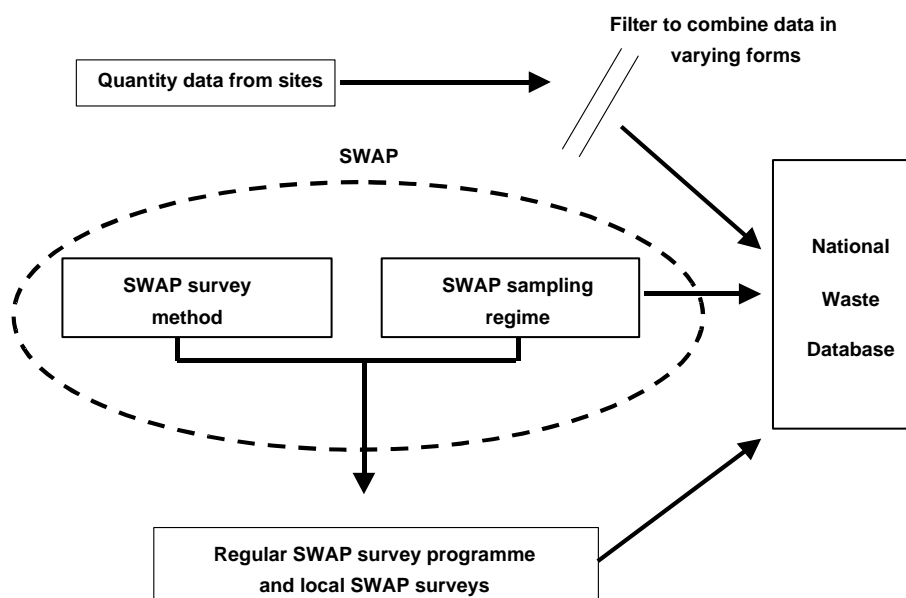 Filter to combine data in
varying forms
Quantity data from sites
SWAP
SWAP survey
method
SWAP sampling
regime
National
Waste
Database
Regular SWAP survey programme
and local SWAP surveys